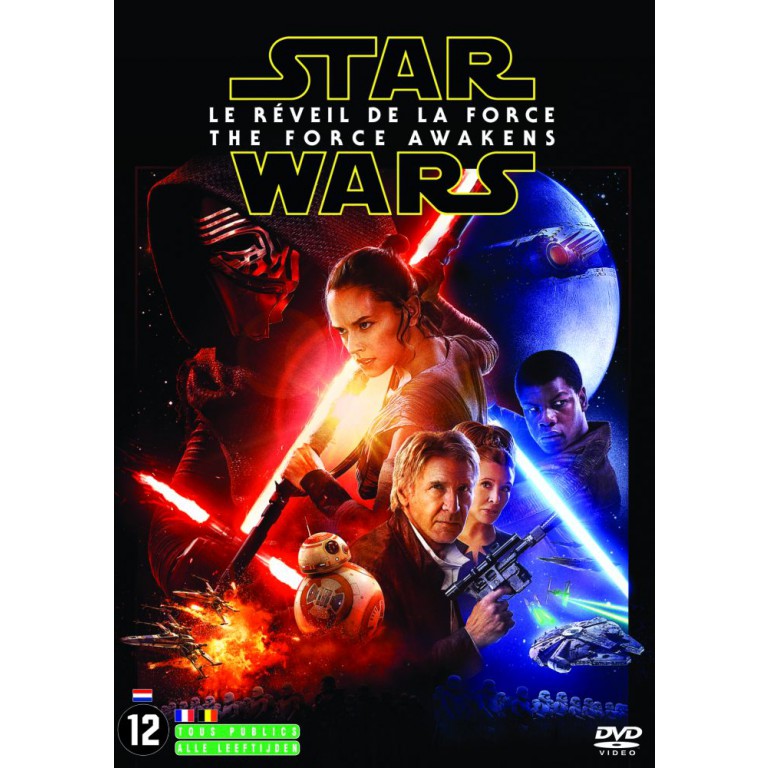 STAR
LE RÉVEIL DE LA FORCE
THE FORCE AWAKENS
WARS
12
TOUS PUBLICS
ALLE LEEFTIJDEN
DVD
VIDEO